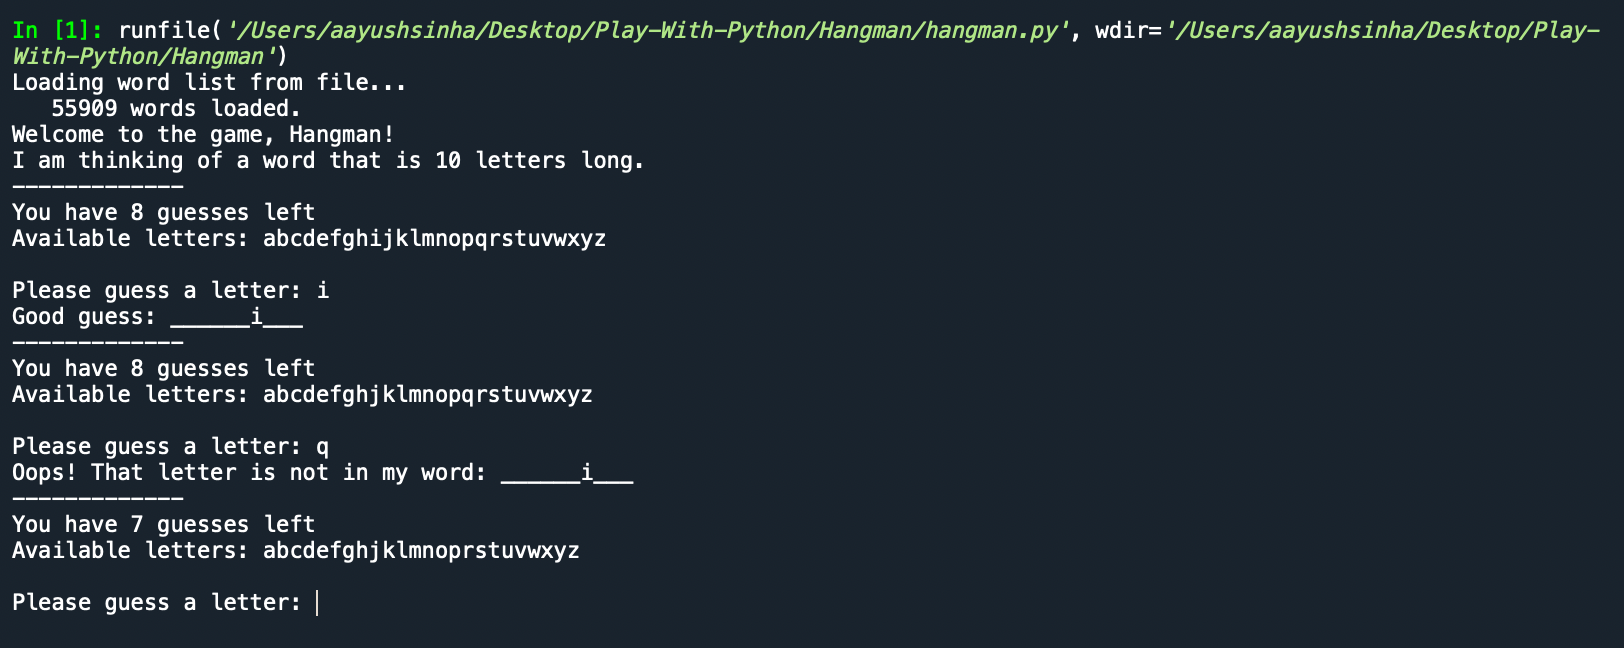 In [1]: runfile('/Users/aayushsinha/Desktop/Play-With-Python/Hangman/hangman.py', wdir='/Users/aayushsinha/Desktop/Play-
With-Python/Hangman')
Loading word list from file...
   55909 words loaded.
Welcome to the game, Hangman!
I am thinking of a word that is 10 letters long.
-------------
You have 8 guesses left
Available letters: abcdefghijklmnopqrstuvwxyz

Please guess a letter: i
Good guess: ______i___
-------------
You have 8 guesses left
Available letters: abcdefghjklmnopqrstuvwxyz

Please guess a letter: q
Oops! That letter is not in my word: ______i___
-------------
You have 7 guesses left
Available letters: abcdefghjklmnoprstuvwxyz

Please guess a letter: